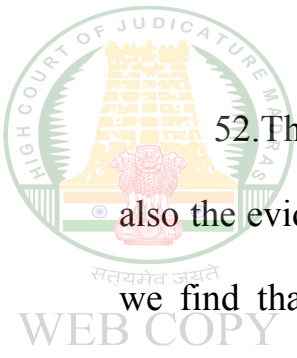 HIGH COURT OF JUDICATURE MADRAS
52.Th
also the evid
सत्यमेव जयते
we find tha
WEB COPY